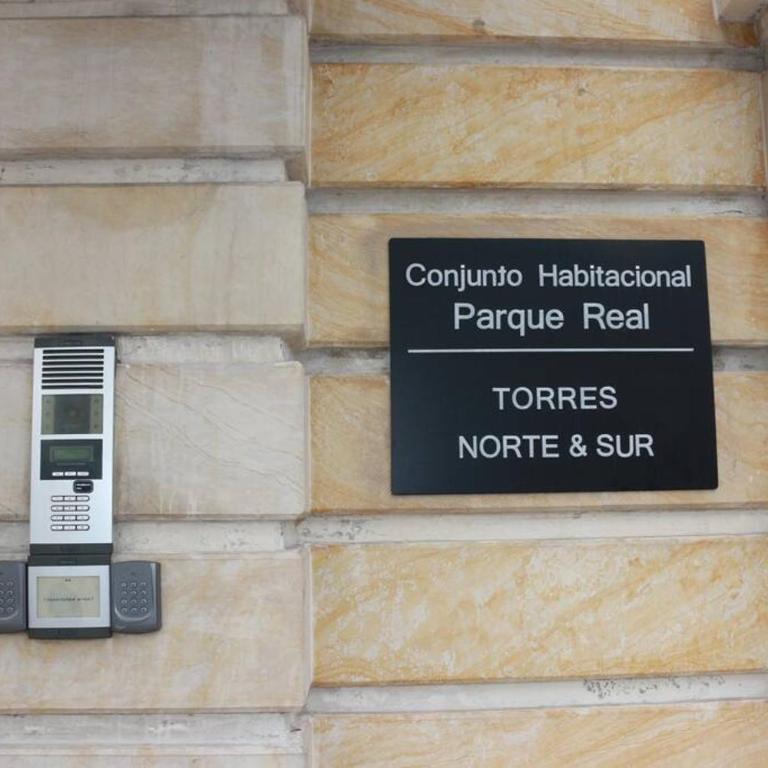 Conjunto Habitacional
Parque Real
TORRES
NORTE & SUR